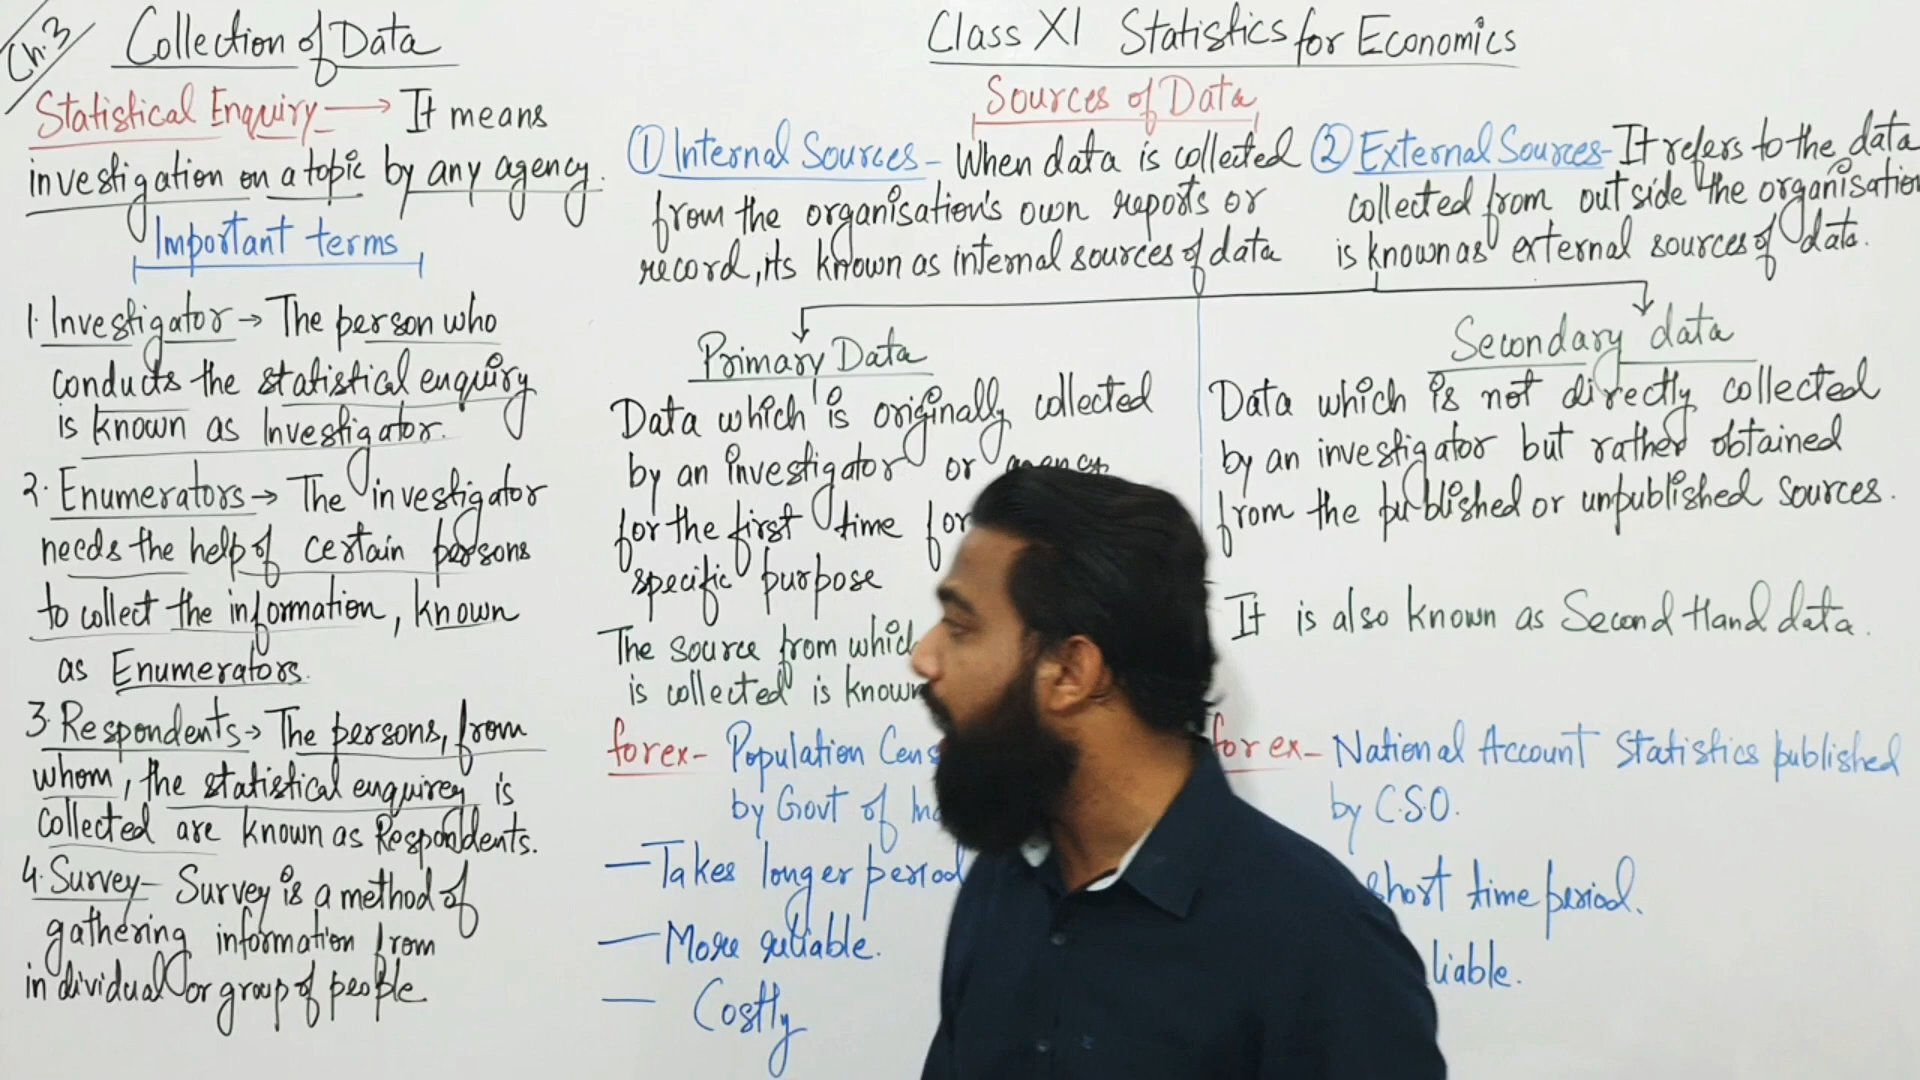 Ch.3
Collection of Data
Statistical Enquiry → It means
investigation on a topic by any agency.
Important terms
1. Investigator → The person who
conducts the statistical enquiry
is known as Investigator.
2. Enumerators → The investigator
needs the help of certain persons
to collect the information, known
as Enumerators.
3. Respondents → The persons, from
whom, the statistical enquirey is
collected are known as Respondents.
4. Survey - Survey is a method of
gathering information from
individual or group of people
Class XI Statistics for Economics
Sources of Data
① Internal Sources - When data is collected
from the organisation's own reports or
record, its known as internal sources of data
② External Sources - It refers to the data
collected from outside the organisation
is known as external sources of data.
Primary Data
Data which is originally collected
by an investigator or agency
for the first time for
specific purpose
The source from which
is collected is known
for ex - Population Cens
by Govt of In
— Takes longer period
— More reliable.
— Costly
Secondary data
Data which is not directly collected
by an investigator but rather obtained
from the published or unpublished sources.
It is also known as Second Hand data.
for ex - National Account Statistics published
by C.S.O.
short time period.
liable.